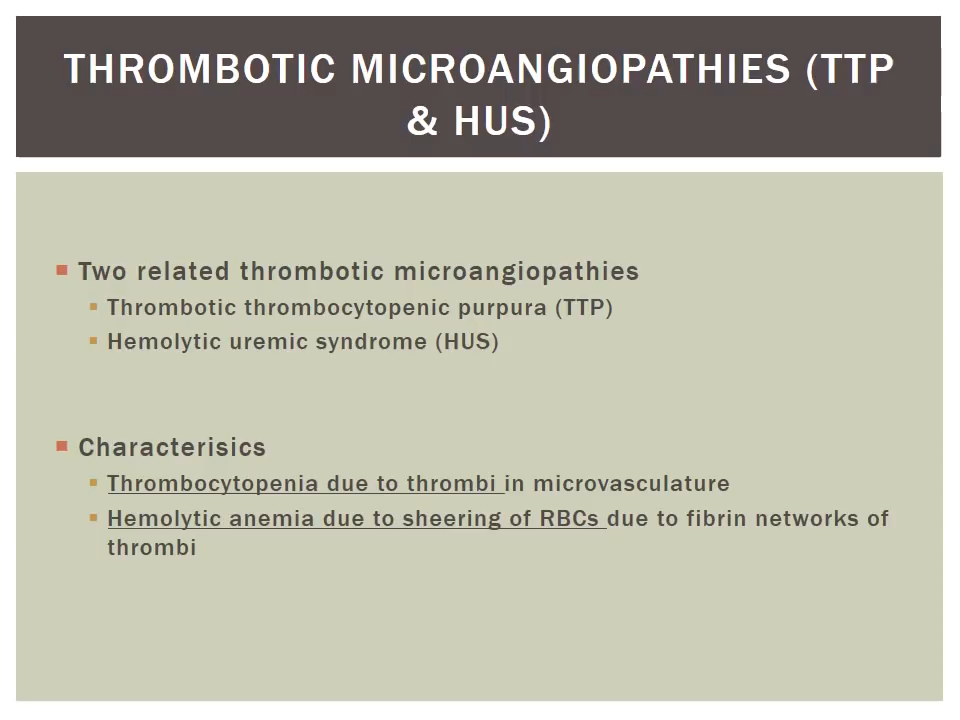 THROMBOTIC MICROANGIOPATHIES (TTP
& HUS)
Two related thrombotic microangiopathies
Thrombotic thrombocytopenic purpura (TTP)
Hemolytic uremic syndrome (HUS)
Characterisics
Thrombocytopenia due to thrombi in microvasculature
Hemolytic anemia due to sheering of RBCs due to fibrin networks of
thrombi